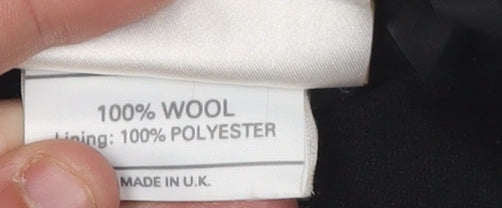 100% WOOL
Lining: 100% POLYESTER
MADE IN U.K.